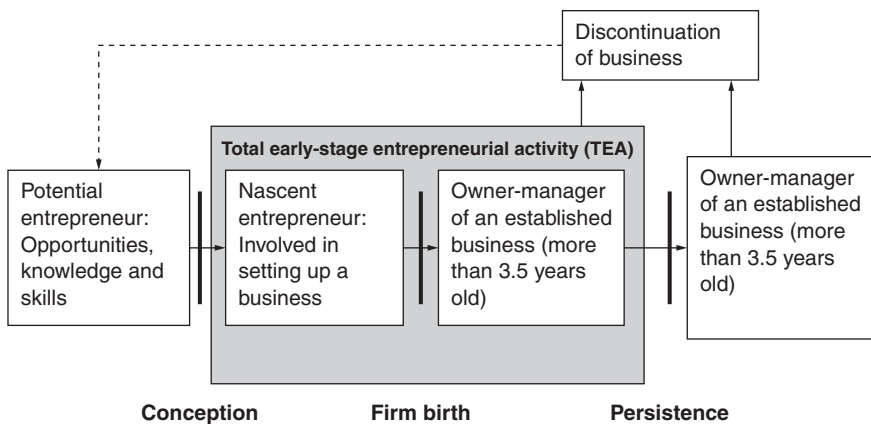 Discontinuation
of business
Total early-stage entrepreneurial activity (TEA)
Potential
entrepreneur:
Opportunities,
knowledge and
skills
Nascent
entrepreneur:
Involved in
setting up a
business
Owner-manager
of an established
business (more
than 3.5 years
old)
Owner-manager
of an established
business (more
than 3.5 years
old)
Conception
Firm birth
Persistence